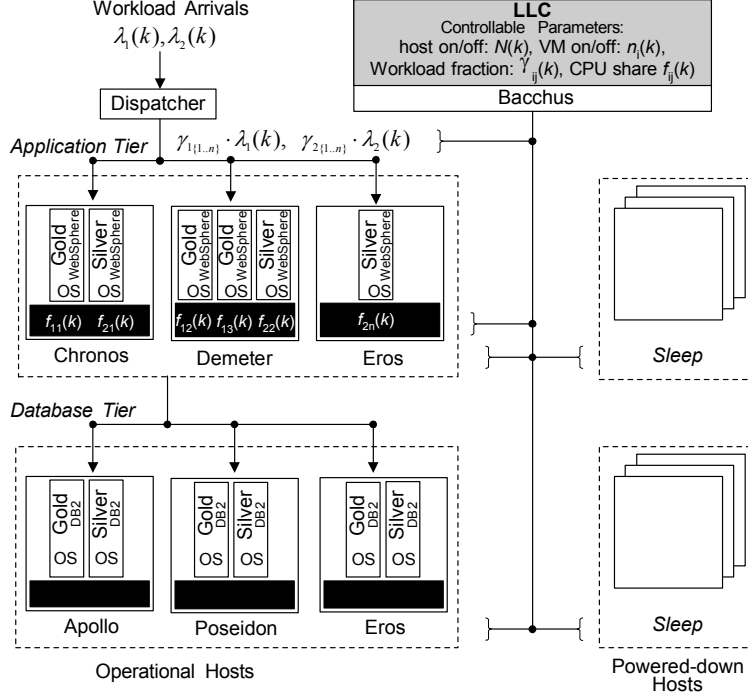 Workload Arrivals
λ₁(k), λ₂(k)
Dispatcher
LLC
Controllable Parameters:
host on/off: N(k), VM on/off: nᵢ(k),
Workload fraction: γᵢⱼ(k), CPU share fᵢⱼ(k)
Bacchus
Application Tier
γ₁{1..n} · λ₁(k), γ₂{1..n} · λ₂(k)
Gold WebSphere OS
Silver WebSphere OS
f₁₁(k) f₂₁(k)
Chronos
Gold WebSphere OS
Gold WebSphere OS
Silver WebSphere OS
f₁₂(k) f₁₃(k) f₂₂(k)
Demeter
Silver WebSphere OS
f₂ₙ(k)
Eros
Sleep
Database Tier
Gold DB2 OS
Silver DB2 OS
Apollo
Gold DB2 OS
Silver DB2 OS
Poseidon
Gold DB2 OS
Silver DB2 OS
Eros
Sleep
Operational Hosts
Powered-down
Hosts